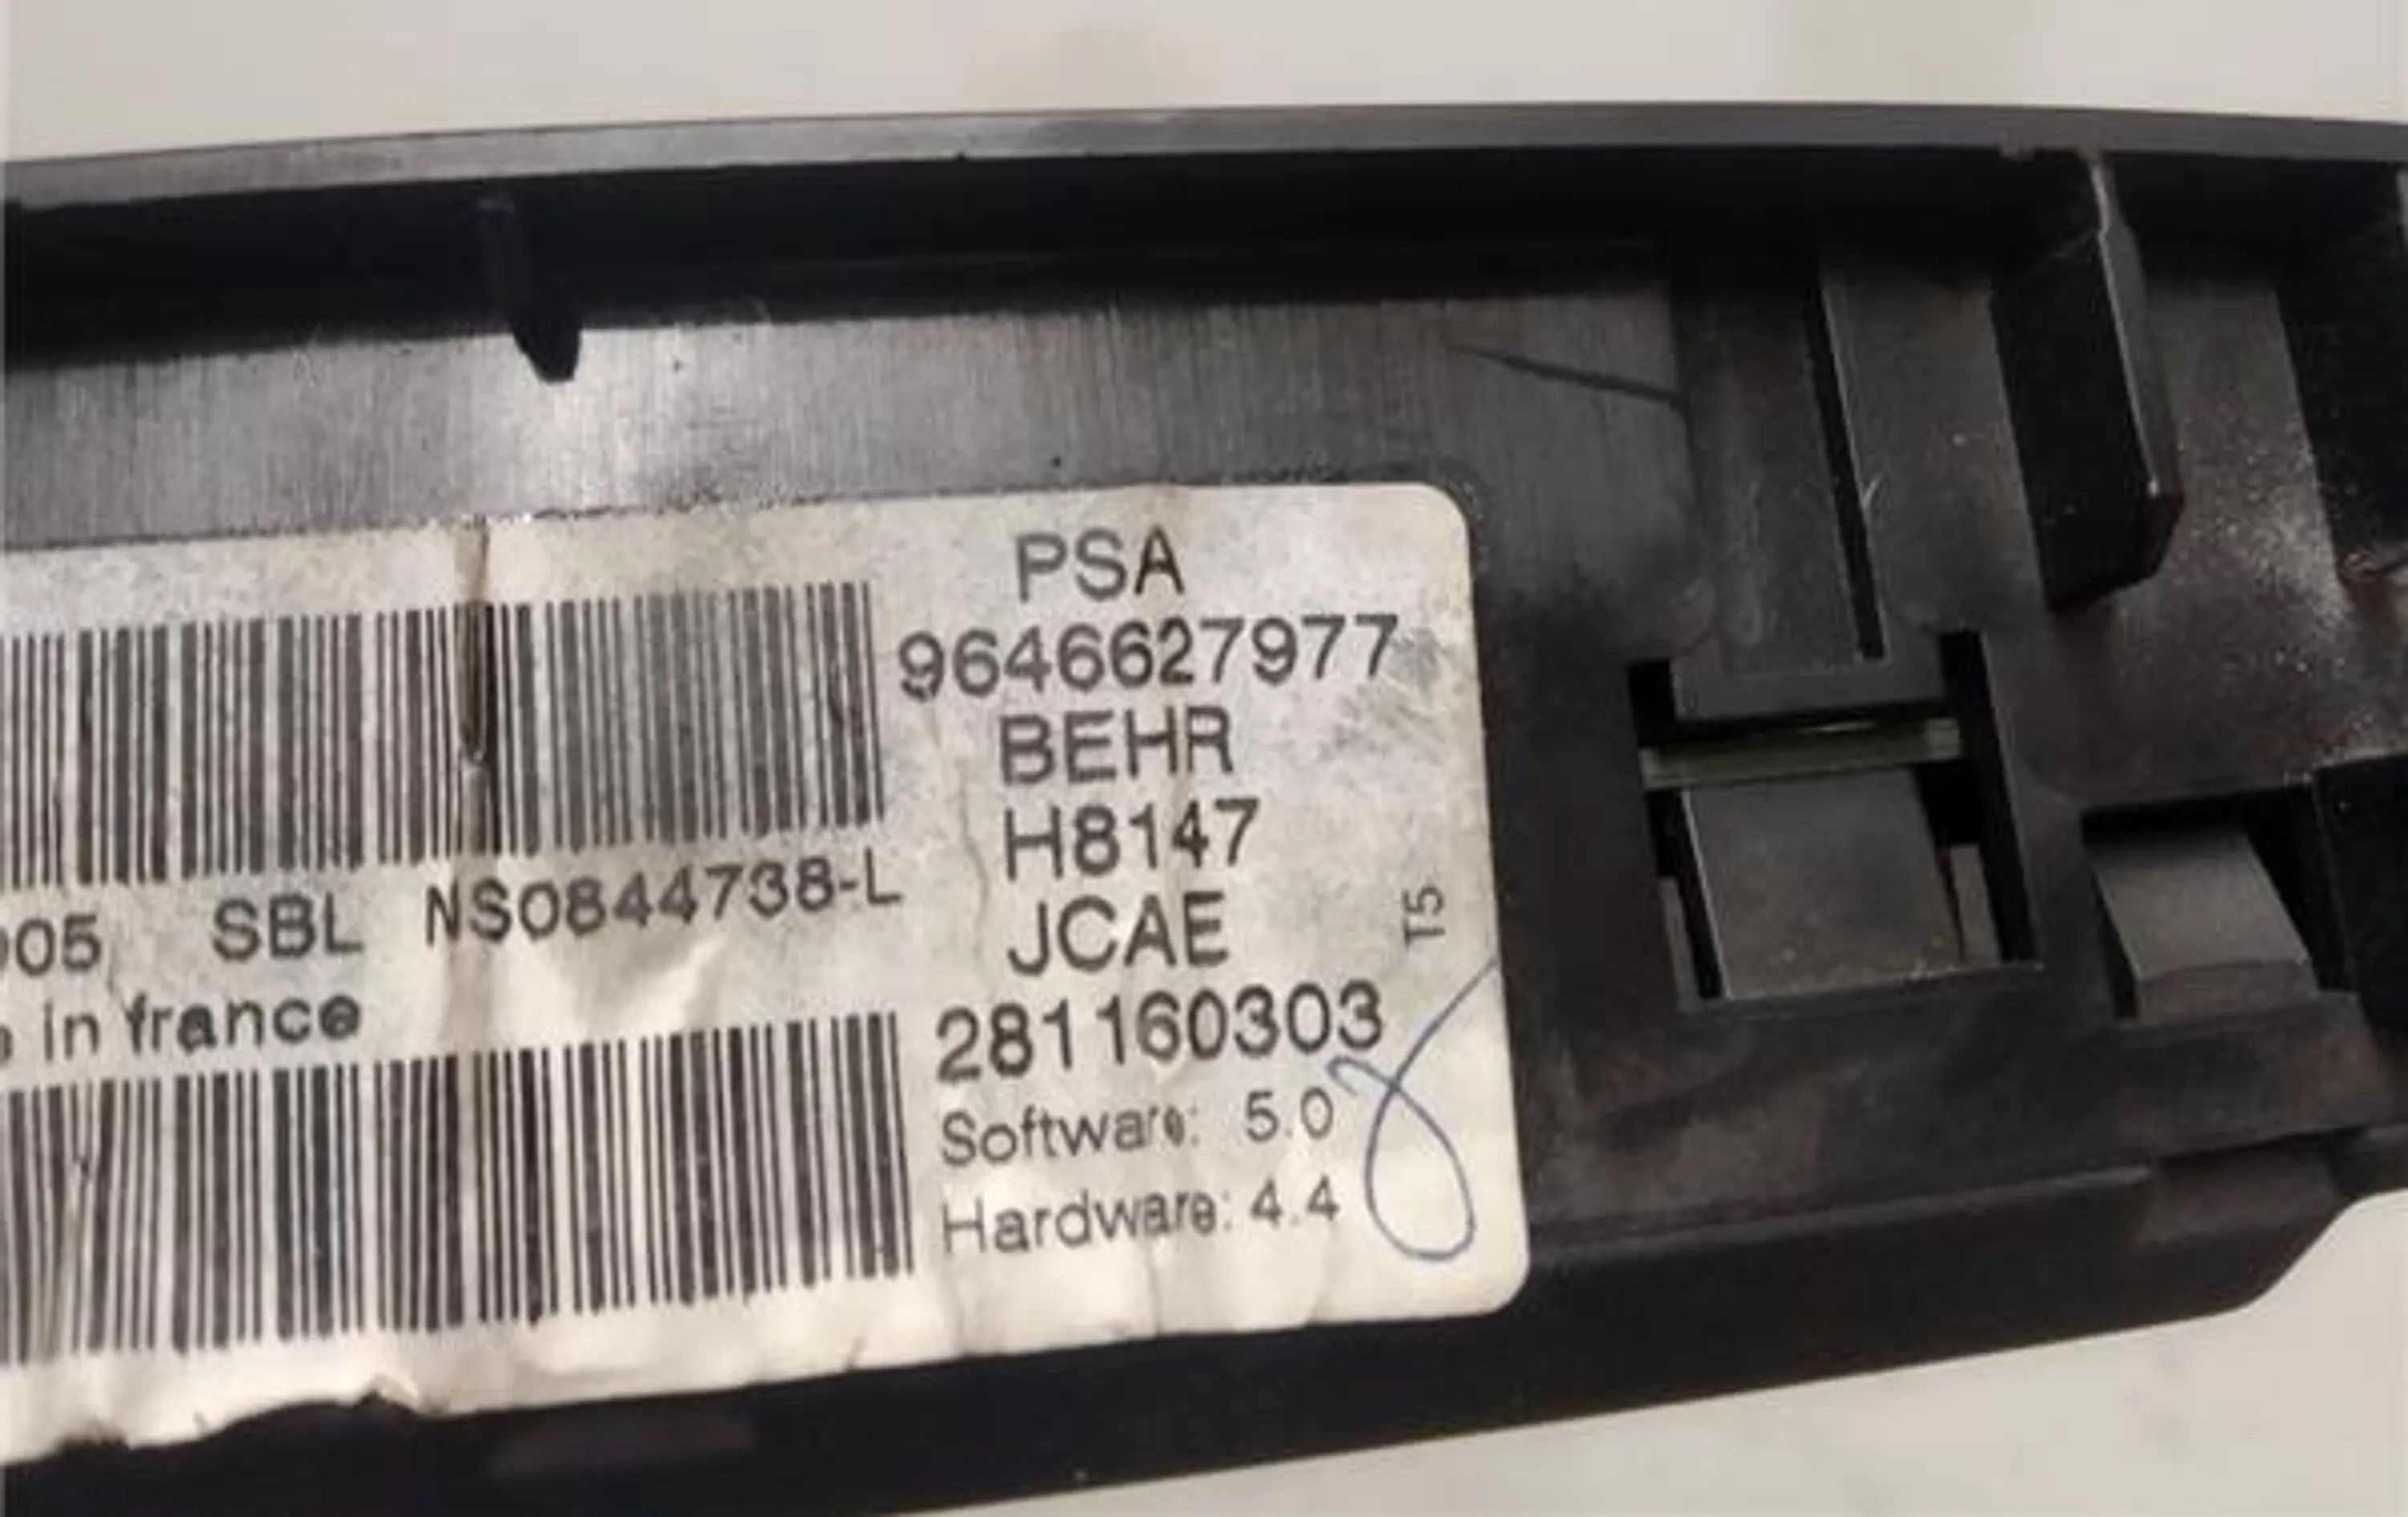 PSA
9646627977
BEHR
H8147
JCAE
281160303
Software: 5.0
Hardware: 4.4
T5
005 SBL NS0844738-L
in france